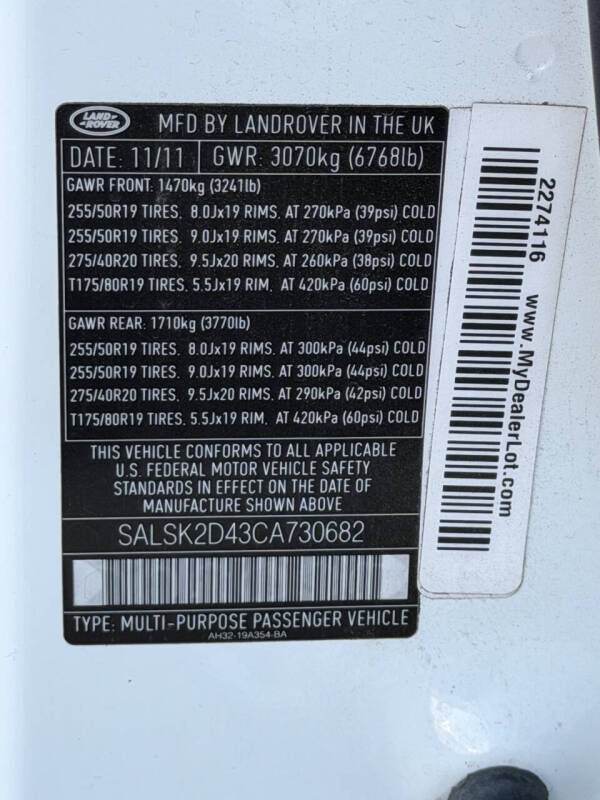 LAND
ROVER
MFD BY LANDROVER IN THE UK
DATE: 11/11 GWR: 3070kg (6768lb)
GAWR FRONT: 1470kg (3241lb)
255/50R19 TIRES. 8.0Jx19 RIMS. AT 270kPa (39psi) COLD
255/50R19 TIRES. 9.0Jx19 RIMS. AT 270kPa (39psi) COLD
275/40R20 TIRES. 9.5Jx20 RIMS. AT 260kPa (38psi) COLD
T175/80R19 TIRES. 5.5Jx19 RIM. AT 420kPa (60psi) COLD
GAWR REAR: 1710kg (3770lb)
255/50R19 TIRES. 8.0Jx19 RIMS. AT 300kPa (44psi) COLD
255/50R19 TIRES. 9.0Jx19 RIMS. AT 300kPa (44psi) COLD
275/40R20 TIRES. 9.5Jx20 RIMS. AT 290kPa (42psi) COLD
T175/80R19 TIRES. 5.5Jx19 RIM. AT 420kPa (60psi) COLD
THIS VEHICLE CONFORMS TO ALL APPLICABLE
U.S. FEDERAL MOTOR VEHICLE SAFETY
STANDARDS IN EFFECT ON THE DATE OF
MANUFACTURE SHOWN ABOVE
SALSK2D43CA730682
TYPE: MULTI-PURPOSE PASSENGER VEHICLE
AH32-19A354-BA
2274116 www.MyDealerLot.com